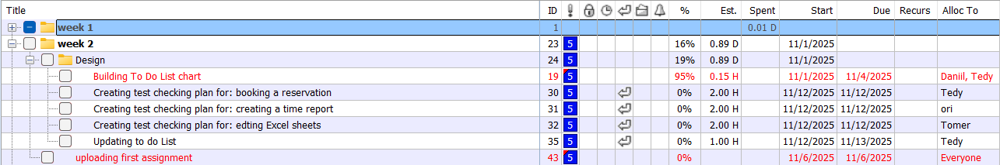 Title ID % Est. Spent Start Due Recurs Alloc To
week 1 1 0.01 D
week 2 23 5 16% 0.89 D 11/1/2025
Design 24 5 19% 0.89 D 11/1/2025
Building To Do List chart 19 5 95% 0.15 H 11/1/2025 11/4/2025 Daniil, Tedy
Creating test checking plan for: booking a reservation 30 5 0% 2.00 H 11/12/2025 11/12/2025 Tedy
Creating test checking plan for: creating a time report 31 5 0% 2.00 H 11/12/2025 11/12/2025 ori
Creating test checking plan for: edting Excel sheets 32 5 0% 2.00 H 11/12/2025 11/12/2025 Tomer
Updating to do List 35 5 0% 1.00 H 11/12/2025 11/13/2025 Tedy
uploading first assignment 43 5 0% 11/6/2025 11/6/2025 Everyone